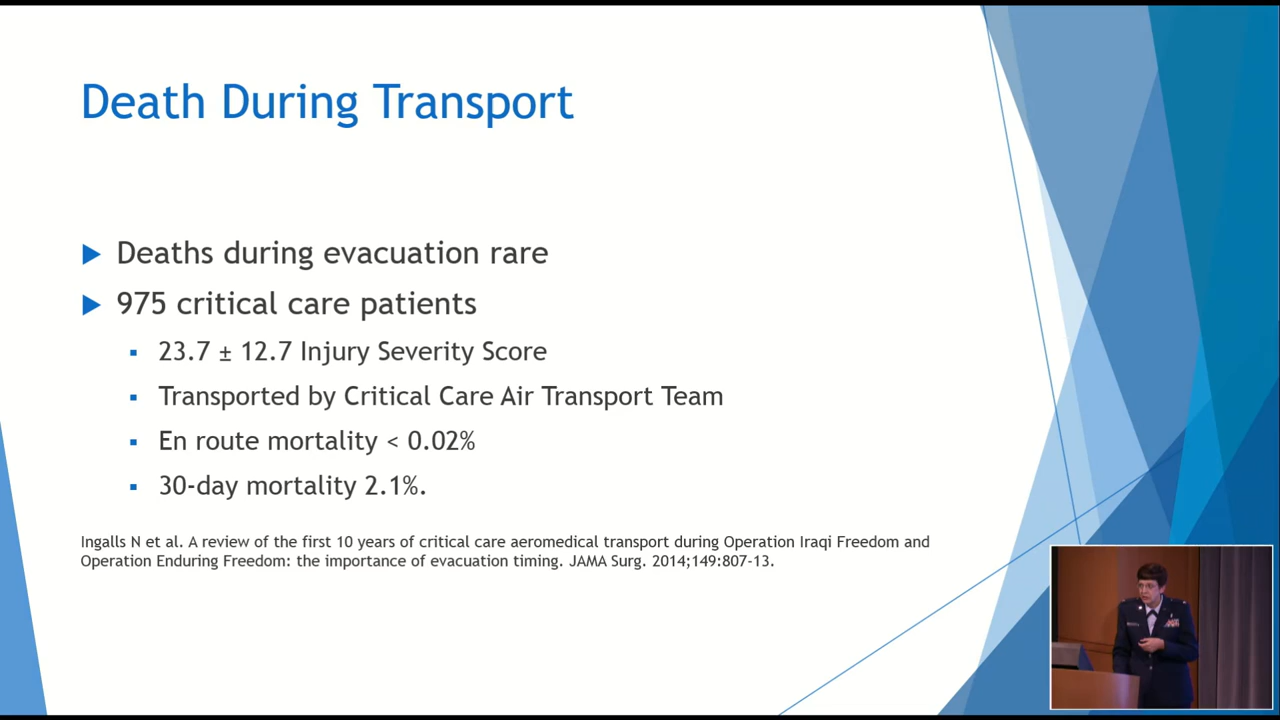 Death During Transport
Deaths during evacuation rare
975 critical care patients
23.7 ± 12.7 Injury Severity Score
Transported by Critical Care Air Transport Team
En route mortality < 0.02%
30-day mortality 2.1%.
Ingalls N et al. A review of the first 10 years of critical care aeromedical transport during Operation Iraqi Freedom and
Operation Enduring Freedom: the importance of evacuation timing. JAMA Surg. 2014;149:807-13.